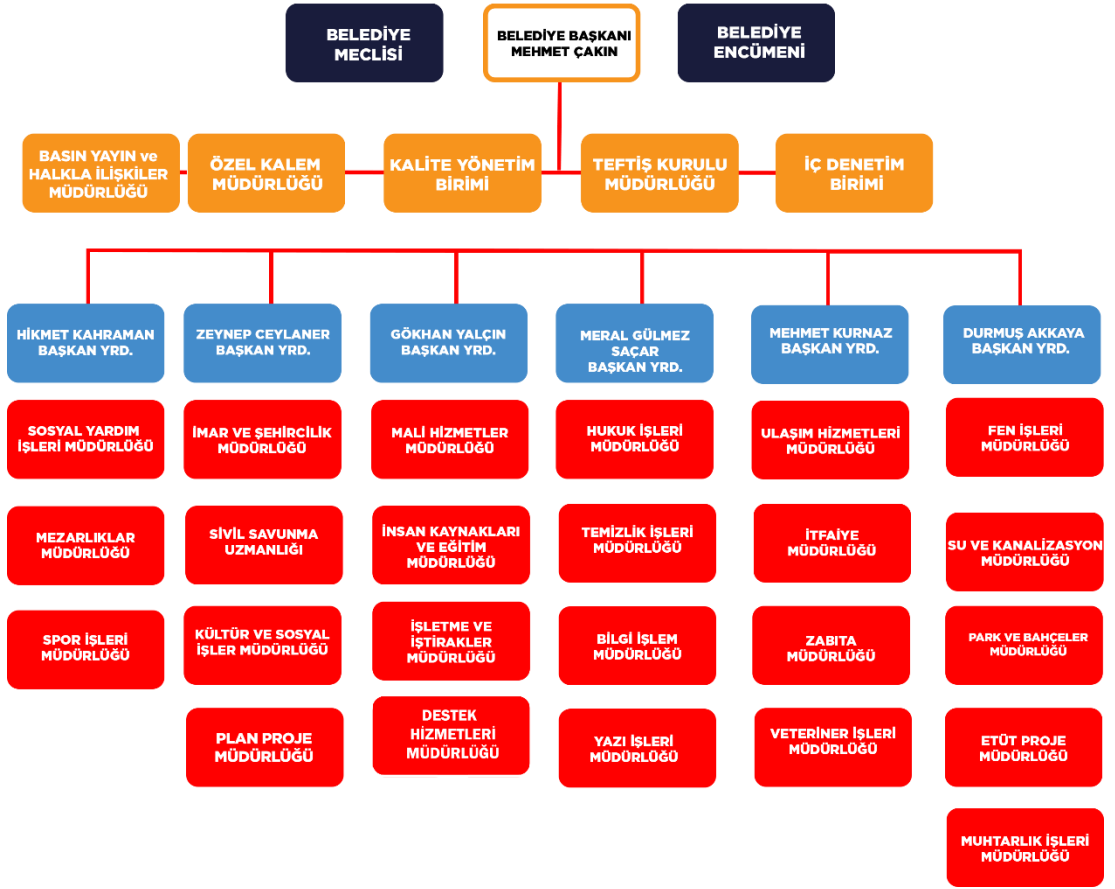 BELEDİYE
MECLİSİ
BELEDİYE BAŞKANI
MEHMET ÇAKIN
BELEDİYE
ENCÜMENİ
BASIN YAYIN ve
HALKLA İLİŞKİLER
MÜDÜRLÜĞÜ
ÖZEL KALEM
MÜDÜRLÜĞÜ
KALİTE YÖNETİM
BİRİMİ
TEFTİŞ KURULU
MÜDÜRLÜĞÜ
İÇ DENETİM
BİRİMİ
HİKMET KAHRAMAN
BAŞKAN YRD.
ZEYNEP CEYLANER
BAŞKAN YRD.
GÖKHAN YALÇIN
BAŞKAN YRD.
MERAL GÜLMEZ
SAÇAR
BAŞKAN YRD.
MEHMET KURNAZ
BAŞKAN YRD.
DURMUŞ AKKAYA
BAŞKAN YRD.
SOSYAL YARDIM
İŞLERİ MÜDÜRLÜĞÜ
İMAR VE ŞEHİRCİLİK
MÜDÜRLÜĞÜ
MALİ HİZMETLER
MÜDÜRLÜĞÜ
HUKUK İŞLERİ
MÜDÜRLÜĞÜ
ULAŞIM HİZMETLERİ
MÜDÜRLÜĞÜ
FEN İŞLERİ
MÜDÜRLÜĞÜ
MEZARLIKLAR
MÜDÜRLÜĞÜ
SİVİL SAVUNMA
UZMANLIĞI
İNSAN KAYNAKLARI
VE EĞİTİM
MÜDÜRLÜĞÜ
TEMİZLİK İŞLERİ
MÜDÜRLÜĞÜ
İTFAİYE
MÜDÜRLÜĞÜ
SU VE KANALİZASYON
MÜDÜRLÜĞÜ
SPOR İŞLERİ
MÜDÜRLÜĞÜ
KÜLTÜR VE SOSYAL
İŞLER MÜDÜRLÜĞÜ
İŞLETME VE
İŞTİRAKLER
MÜDÜRLÜĞÜ
BİLGİ İŞLEM
MÜDÜRLÜĞÜ
ZABITA
MÜDÜRLÜĞÜ
PARK VE BAHÇELER
MÜDÜRLÜĞÜ
PLAN PROJE
MÜDÜRLÜĞÜ
DESTEK
HİZMETLERİ
MÜDÜRLÜĞÜ
YAZI İŞLERİ
MÜDÜRLÜĞÜ
VETERİNER İŞLERİ
MÜDÜRLÜĞÜ
ETÜT PROJE
MÜDÜRLÜĞÜ
MUHTARLIK İŞLERİ
MÜDÜRLÜĞÜ